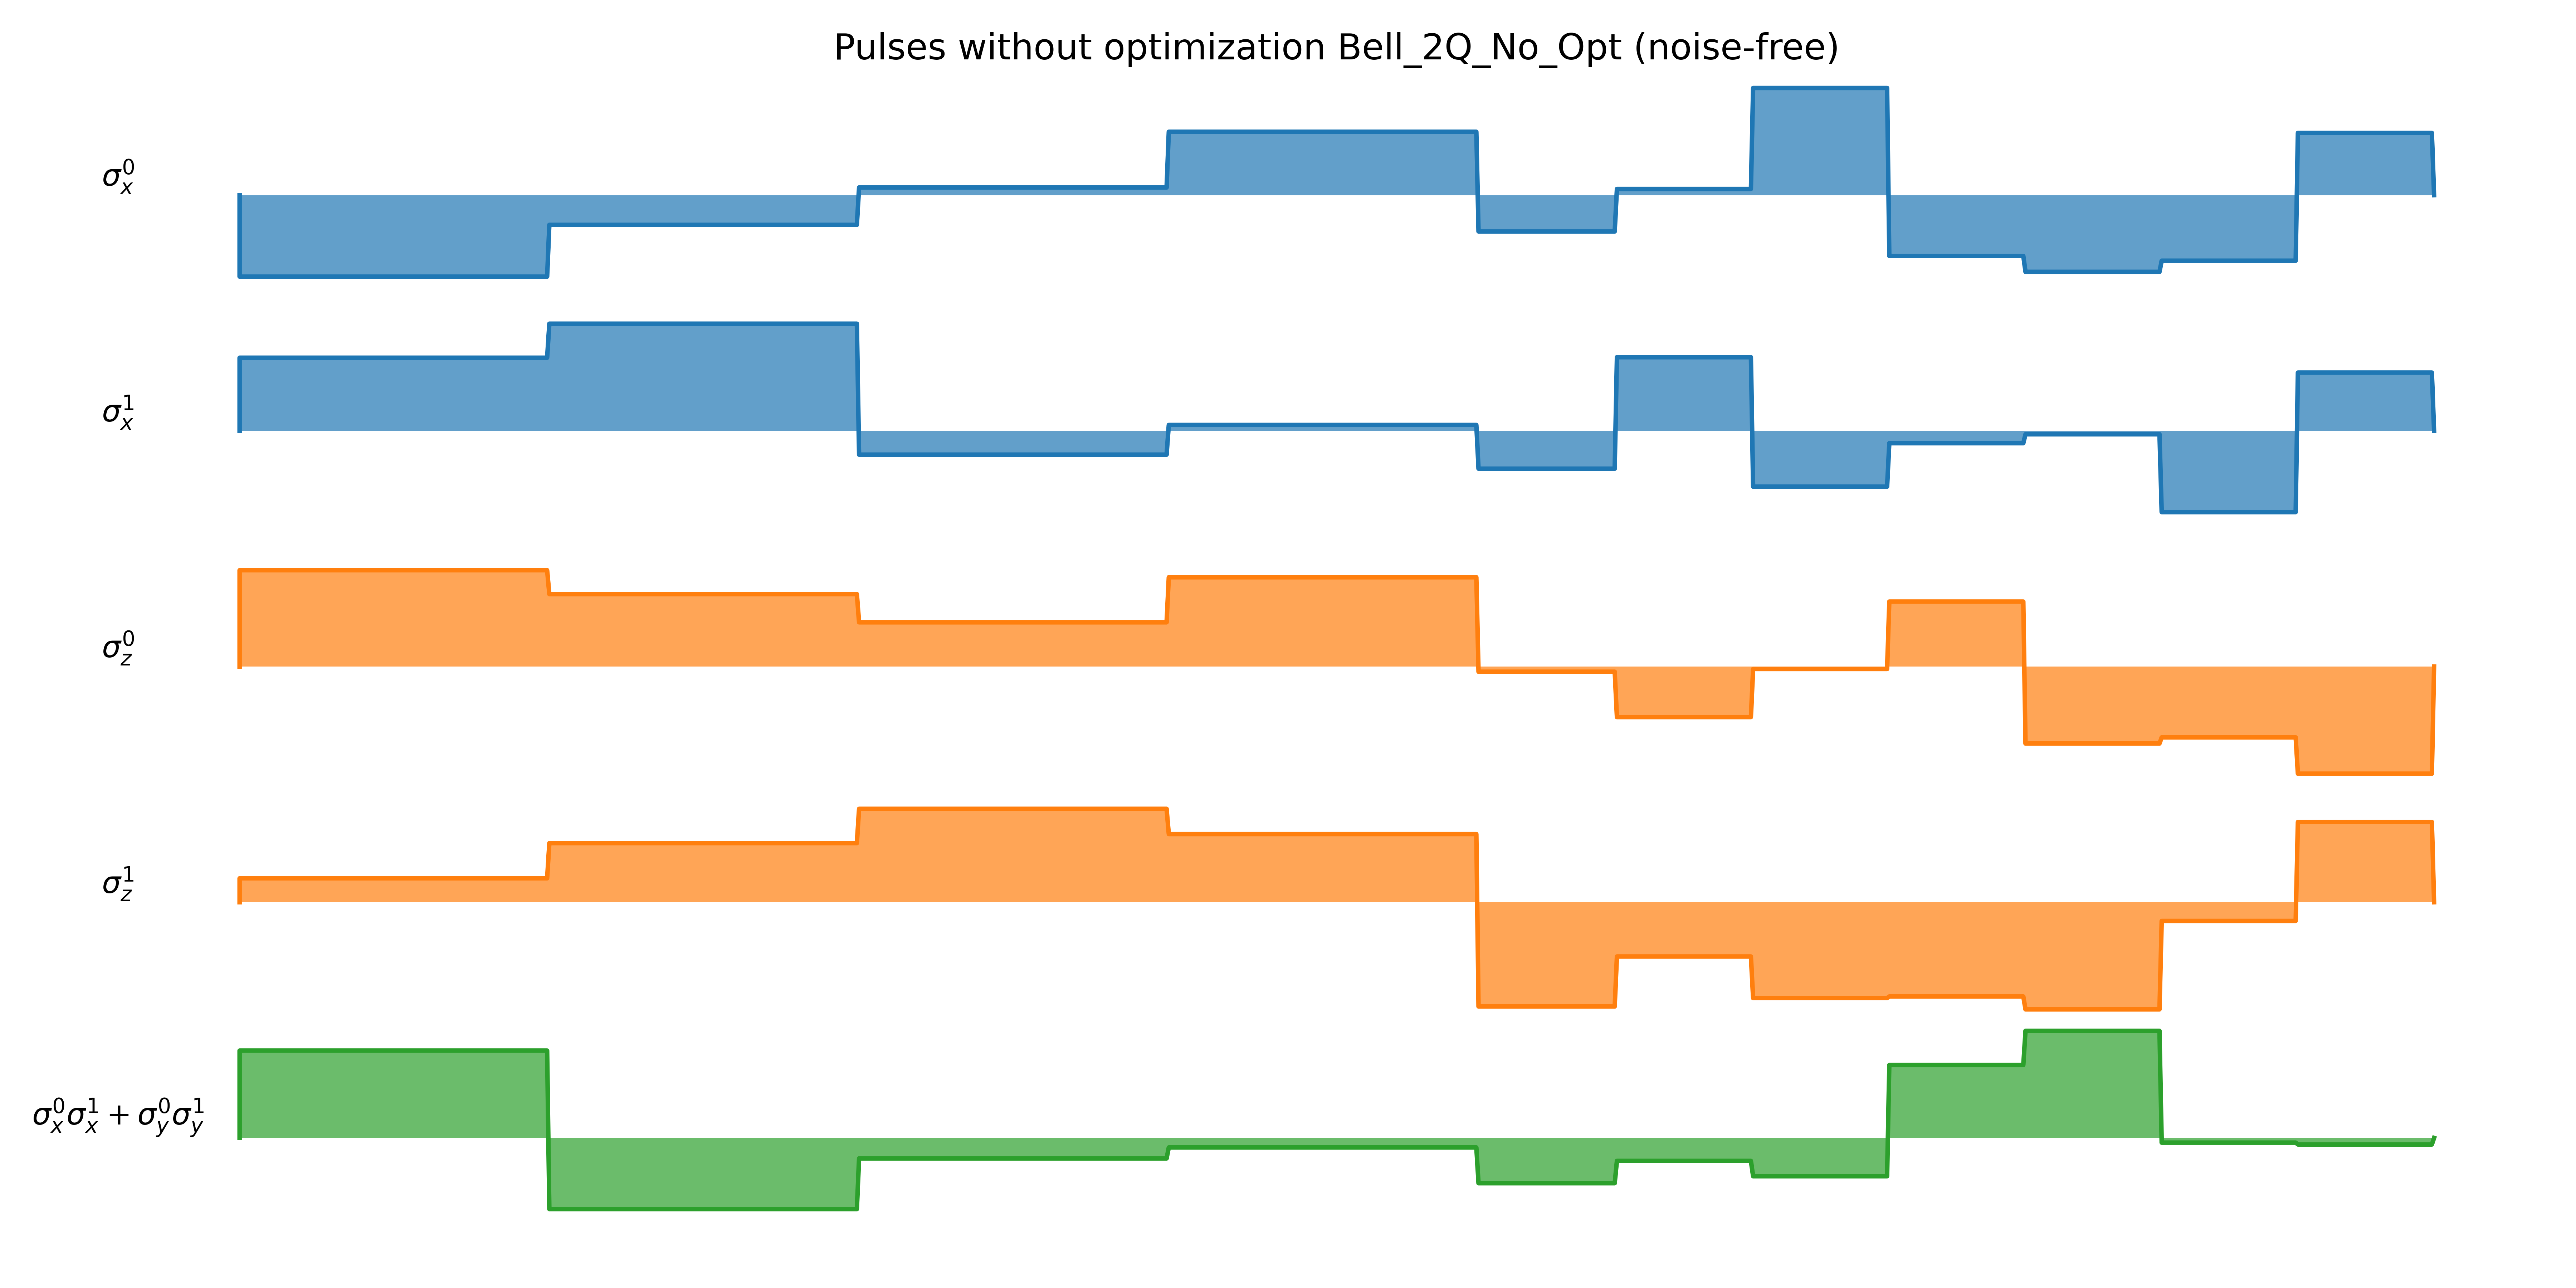 Pulses without optimization Bell_2Q_No_Opt (noise-free)
σ_x^0
σ_x^1
σ_z^0
σ_z^1
σ_x^0σ_x^1 + σ_y^0σ_y^1